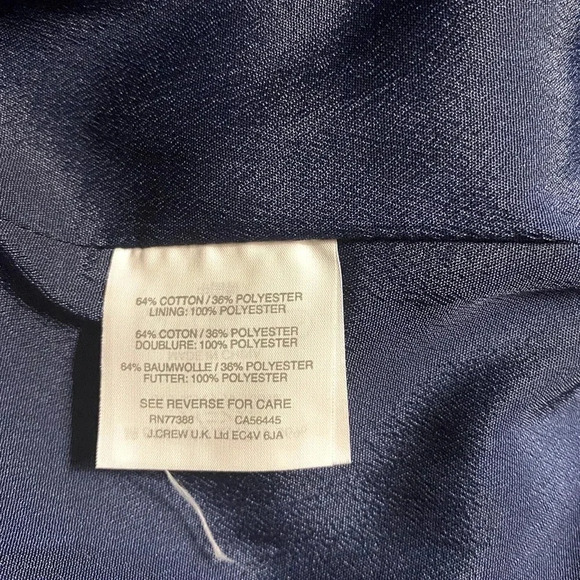 64% COTTON / 36% POLYESTER
LINING: 100% POLYESTER
64% COTON / 36% POLYESTER
DOUBLURE: 100% POLYESTER
64% BAUMWOLLE / 36% POLYESTER
FUTTER: 100% POLYESTER
SEE REVERSE FOR CARE
RN77388 CA56445
J.CREW U.K. Ltd EC4V 6JA